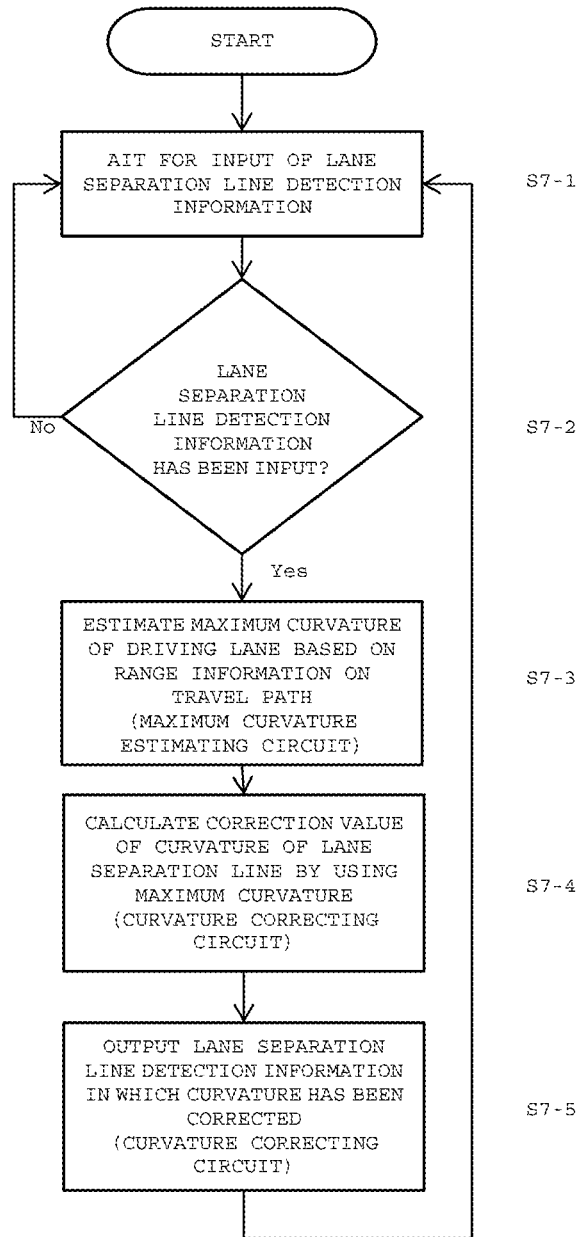 START
AIT FOR INPUT OF LANE
SEPARATION LINE DETECTION
INFORMATION
S7-1
LANE
SEPARATION
LINE DETECTION
INFORMATION
HAS BEEN INPUT?
S7-2
No
Yes
ESTIMATE MAXIMUM CURVATURE
OF DRIVING LANE BASED ON
RANGE INFORMATION ON
TRAVEL PATH
(MAXIMUM CURVATURE
ESTIMATING CIRCUIT)
S7-3
CALCULATE CORRECTION VALUE
OF CURVATURE OF LANE
SEPARATION LINE BY USING
MAXIMUM CURVATURE
(CURVATURE CORRECTING
CIRCUIT)
S7-4
OUTPUT LANE SEPARATION
LINE DETECTION INFORMATION
IN WHICH CURVATURE HAS BEEN
CORRECTED
(CURVATURE CORRECTING
CIRCUIT)
S7-5